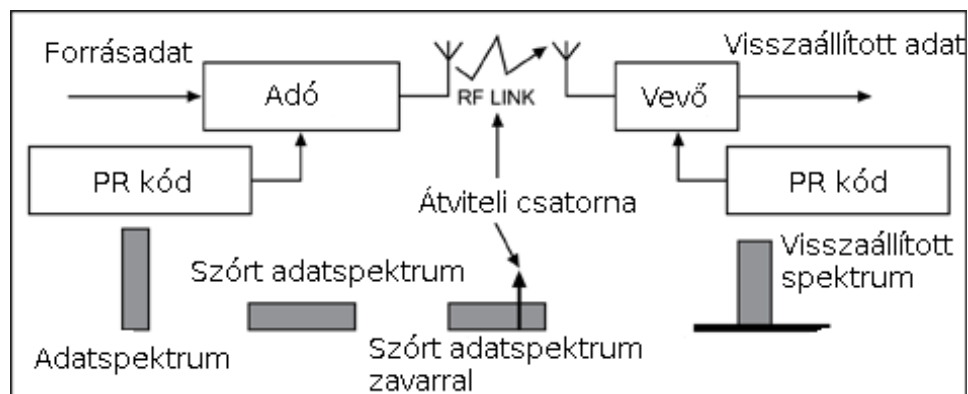 Forrásadat
Visszaállított adat
Adó
RF LINK
Vevő
PR kód
PR kód
Átviteli csatorna
Szórt adatspektrum
Visszaállított
spektrum
Adatspektrum
Szórt adatspektrum
zavarral